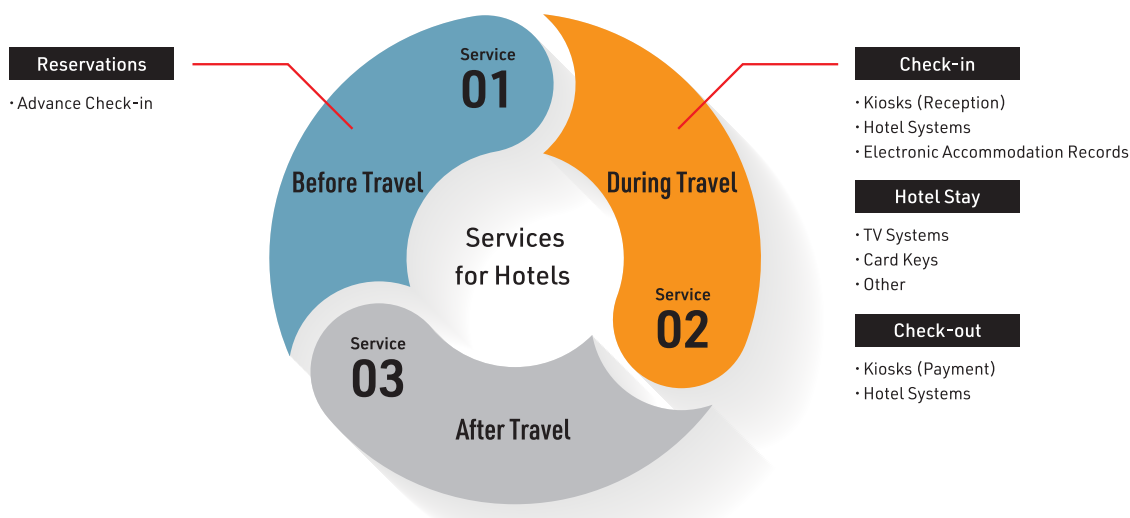 Reservations
・Advance Check-in
Service
01
Before Travel
Services
for Hotels
During Travel
Service
02
Service
03
After Travel
Check-in
・Kiosks (Reception)
・Hotel Systems
・Electronic Accommodation Records
Hotel Stay
・TV Systems
・Card Keys
・Other
Check-out
・Kiosks (Payment)
・Hotel Systems